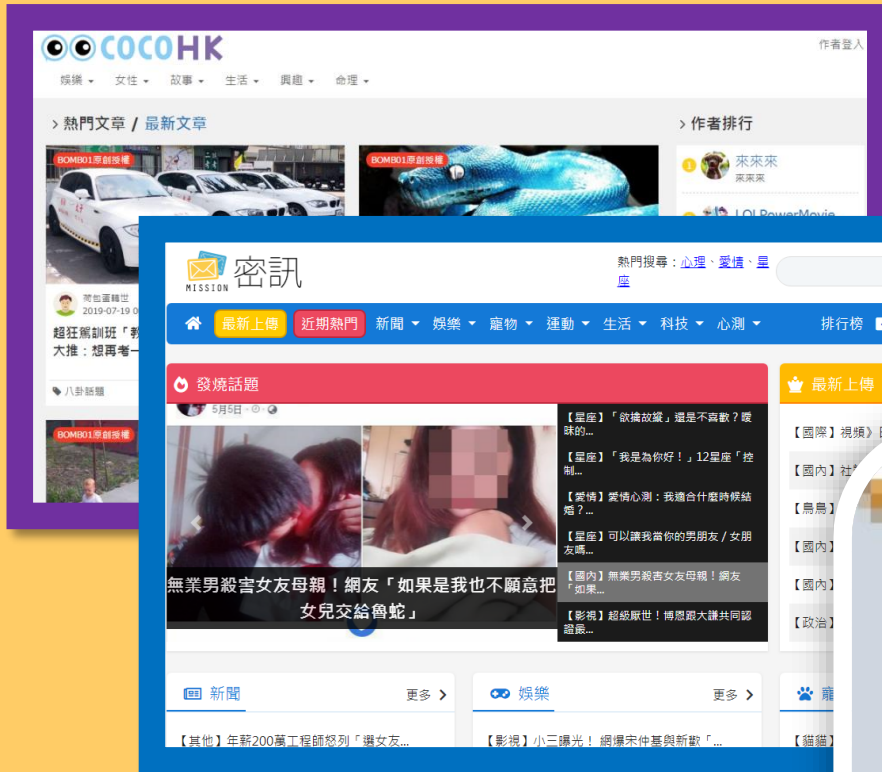 COCOHK
作者登入
娛樂 女性 故事 生活 興趣 命理
熱門文章 / 最新文章
作者排行
BOMB01原創授權
BOMB01原創授權
1
來來來
來來來
LOLPowerMovie
2019-07-19
超狂駕訓班「教
大推：想再考一
八卦話題
BOMB01原創授權
MISSION 密訊
熱門搜尋：心理、愛情、星
座
最新上傳 近期熱門 新聞 娛樂 寵物 運動 生活 科技 心測 排行榜
發燒話題
最新上傳
5月5日
【星座】「欲擒故縱」還是不喜歡？曖
昧的...
【星座】「我是為你好！」12星座「控
制...
【愛情】愛情心測：我適合什麼時候結
婚？...
【星座】可以讓我當你的男朋友 / 女朋
友嗎...
【國內】無業男殺害女友母親！網友
「如果...
【影視】超級厭世！博恩跟大謙共同認
證最...
無業男殺害女友母親！網友「如果是我也不願意把
女兒交給魯蛇」
【國際】視頻》
【國內】社
【鳥鳥】
【國內】
【國內】
【政治】
新聞
更多
娛樂
更多
【其他】年薪200萬工程師怒列「選女友...
【影視】小三曝光！ 網爆宋仲基與新歡「...
【貓貓】